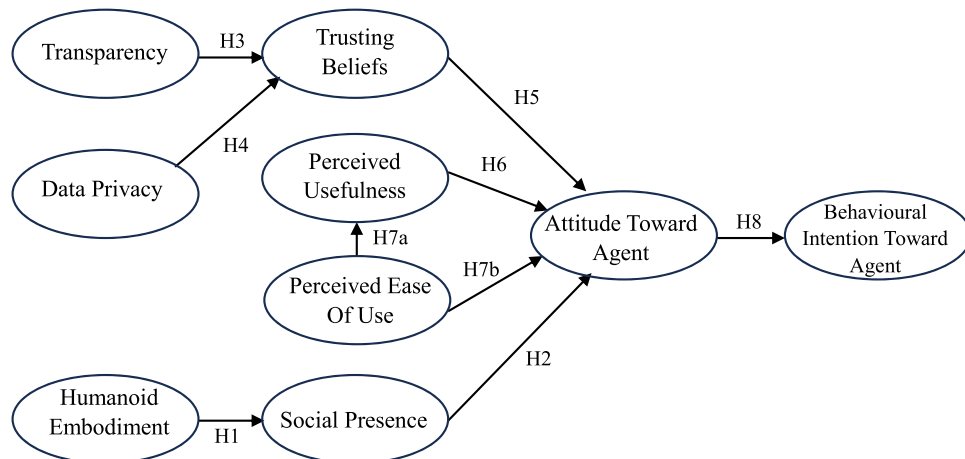 Transparency
H3
Trusting
Beliefs
H5
H4
Data Privacy
Perceived
Usefulness
H6
H7a
Perceived Ease
Of Use
H7b
Attitude Toward
Agent
H8
Behavioural
Intention Toward
Agent
H2
Humanoid
Embodiment
H1
Social Presence